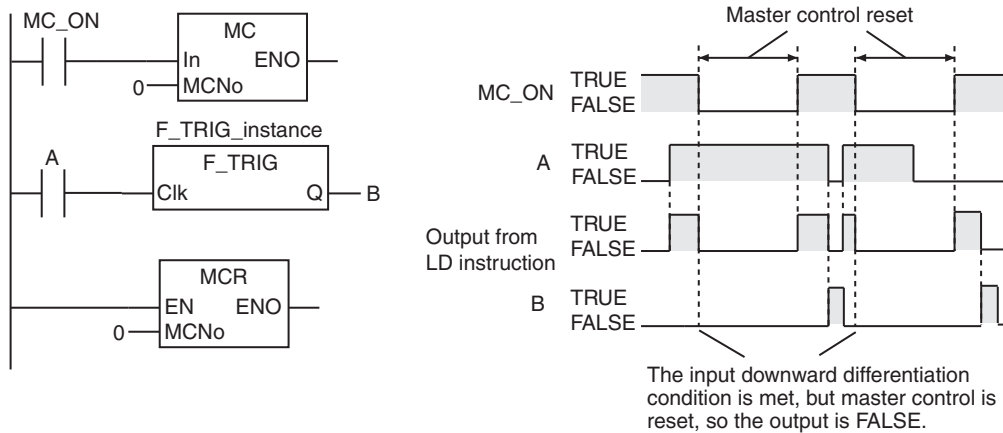 MC_ON
MC
In ENO
0 MCNo
F_TRIG_instance
A
F_TRIG
Clk Q B
MCR
EN ENO
0 MCNo
Master control reset
MC_ON
TRUE
FALSE
A
TRUE
FALSE
Output from
LD instruction
TRUE
FALSE
B
TRUE
FALSE
The input downward differentiation
condition is met, but master control is
reset, so the output is FALSE.